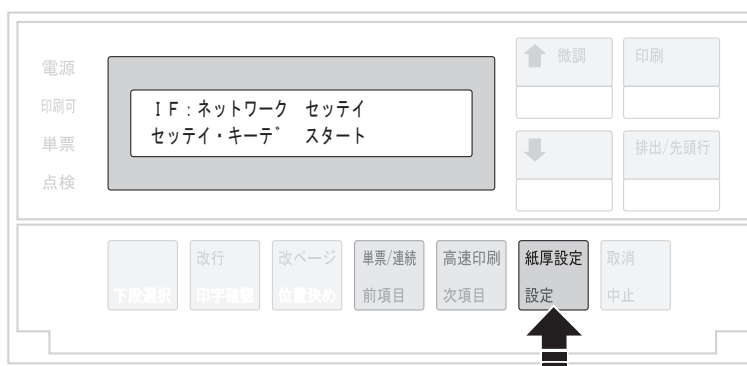 電源
印刷可
単票
点検
IF:ネットワーク セッテイ
セッテイ・キーデ゛ スタート
微調
印刷
排出/先頭行
改行
改ページ
単票/連続
高速印刷
紙厚設定
取消
下段選択
印字確認
位置決め
前項目
次項目
設定
中止